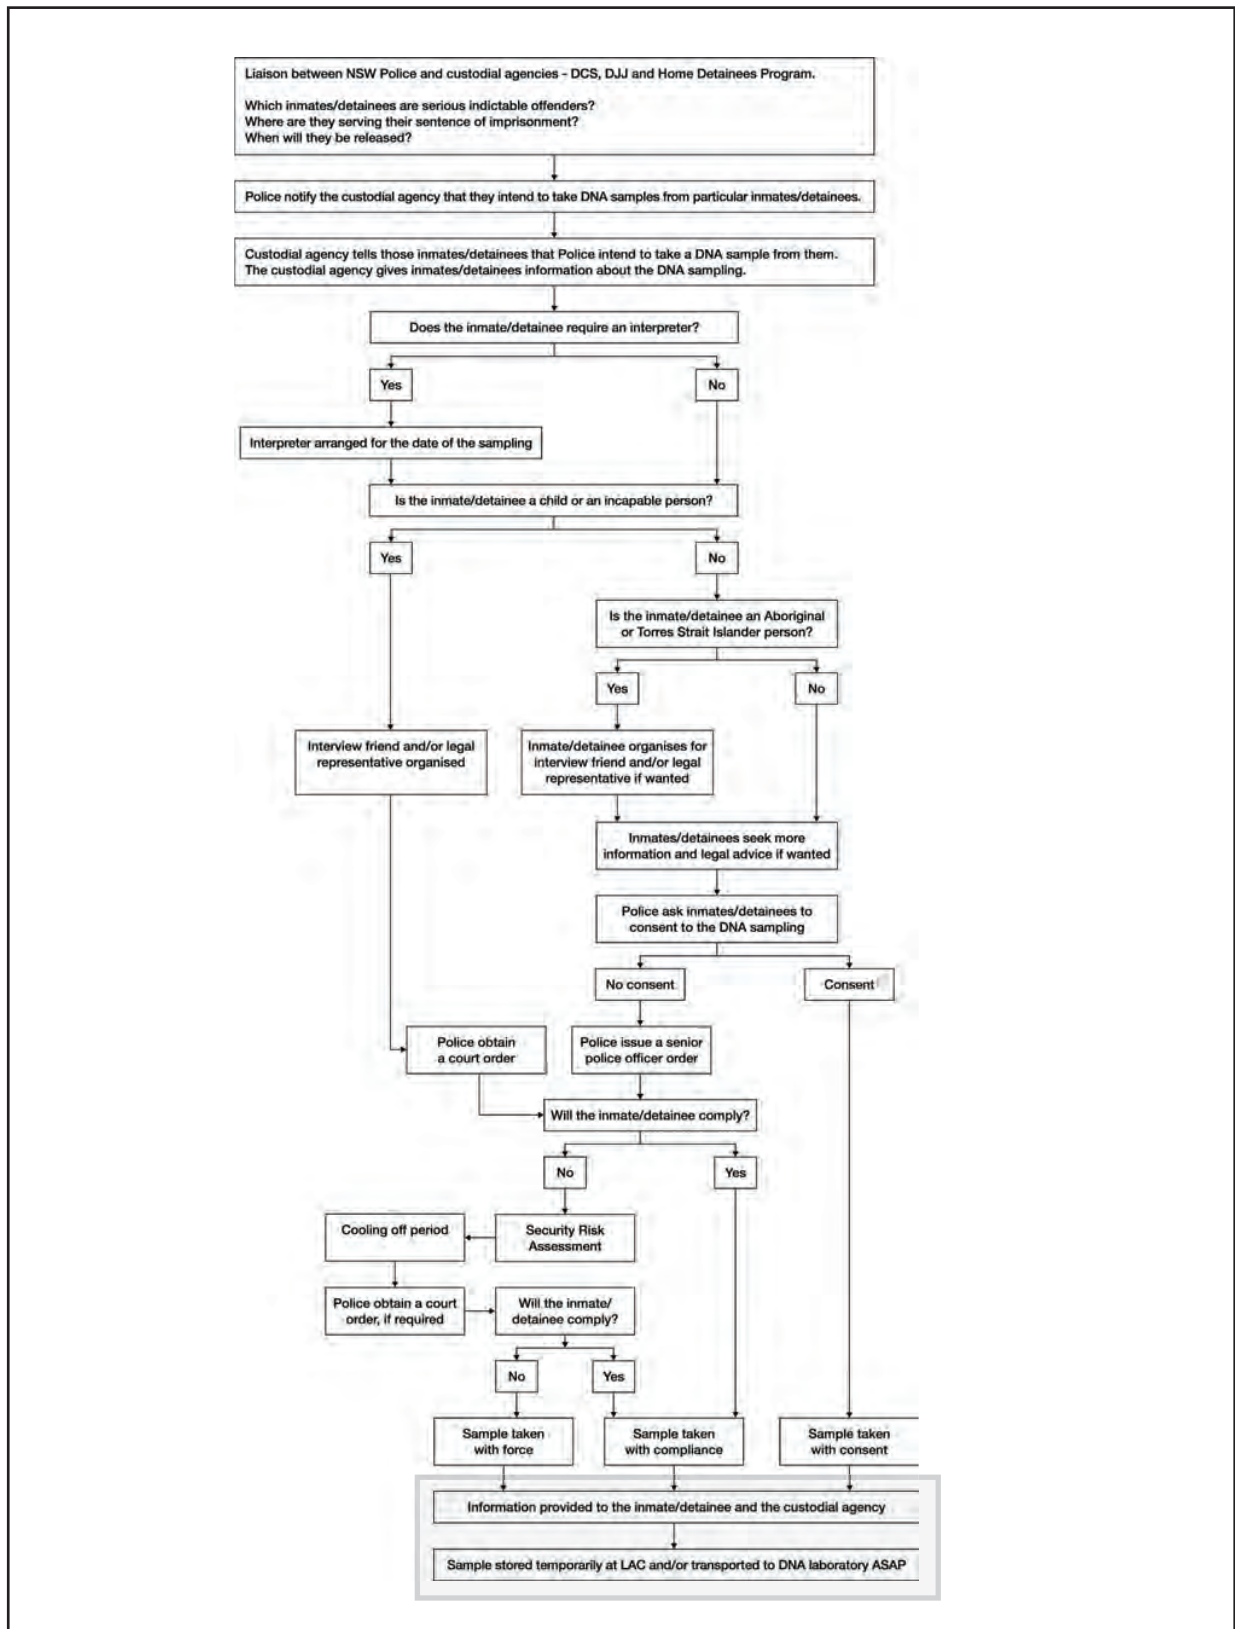 Liaison between NSW Police and custodial agencies - DCS, DJJ and Home Detainees Program.
Which inmates/detainees are serious indictable offenders?
Where are they serving their sentence of imprisonment?
When will they be released?
Police notify the custodial agency that they intend to take DNA samples from particular inmates/detainees.
Custodial agency tells those inmates/detainees that Police intend to take a DNA sample from them.
The custodial agency gives inmates/detainees information about the DNA sampling.
Does the inmate/detainee require an interpreter?
Yes
No
Interpreter arranged for the date of the sampling
Is the inmate/detainee a child or an incapable person?
Yes
No
Is the inmate/detainee an Aboriginal
or Torres Strait Islander person?
Yes
No
Interview friend and/or legal
representative organised
Inmate/detainee organises for
interview friend and/or legal
representative if wanted
Inmates/detainees seek more
information and legal advice if wanted
Police ask inmates/detainees to
consent to the DNA sampling
No consent
Consent
Police obtain
a court order
Police issue a senior
police officer order
Will the inmate/detainee comply?
No
Yes
Cooling off period
Security Risk
Assessment
Police obtain a court
order, if required
Will the inmate/
detainee comply?
No
Yes
Sample taken
with force
Sample taken
with compliance
Sample taken
with consent
Information provided to the inmate/detainee and the custodial agency
Sample stored temporarily at LAC and/or transported to DNA laboratory ASAP